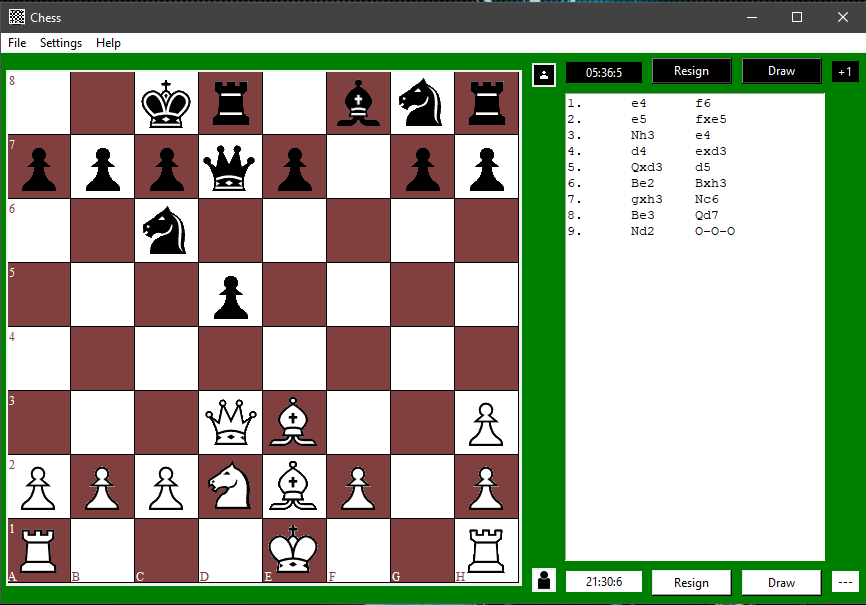 Chess
File Settings Help
8
7
6
5
4
3
2
1
A B C D E F G H
05:36:5 Resign Draw +1
1. e4 f6
2. e5 fxe5
3. Nh3 e4
4. d4 exd3
5. Qxd3 d5
6. Be2 Bxh3
7. gxh3 Nc6
8. Be3 Qd7
9. Nd2 O-O-O
21:30:6 Resign Draw ---